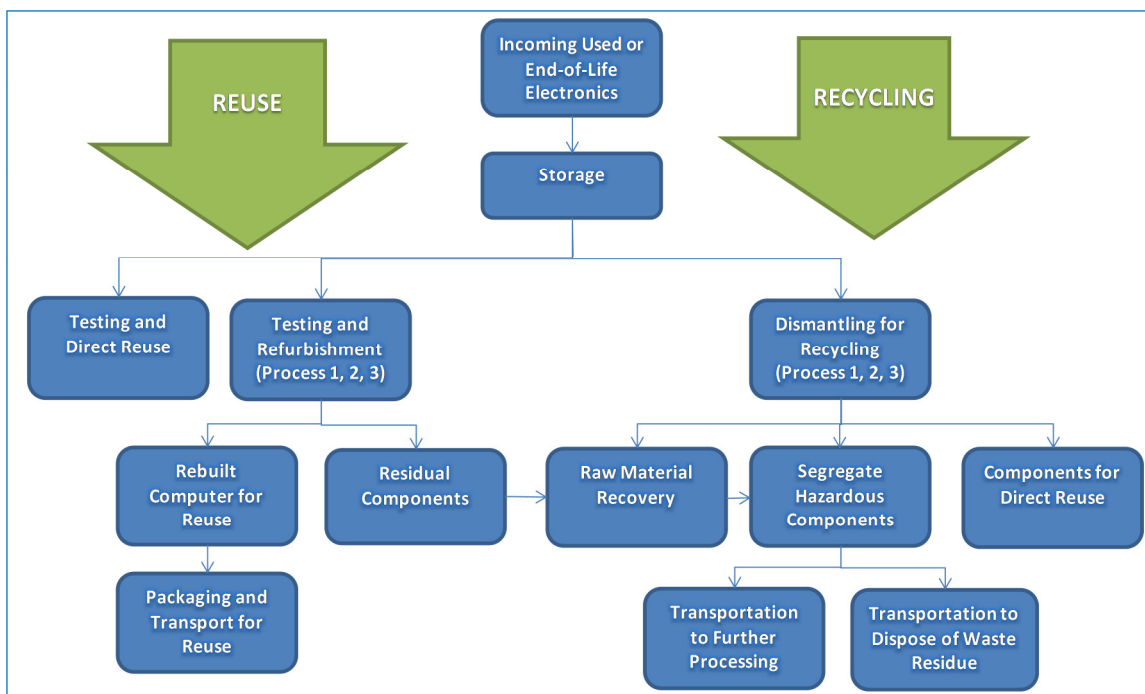 Incoming Used or
End-of-Life
Electronics
REUSE
RECYCLING
Storage
Testing and
Direct Reuse
Testing and
Refurbishment
(Process 1, 2, 3)
Dismantling for
Recycling
(Process 1, 2, 3)
Rebuilt
Computer for
Reuse
Residual
Components
Raw Material
Recovery
Segregate
Hazardous
Components
Components for
Direct Reuse
Packaging and
Transport for
Reuse
Transportation
to Further
Processing
Transportation to
Dispose of Waste
Residue